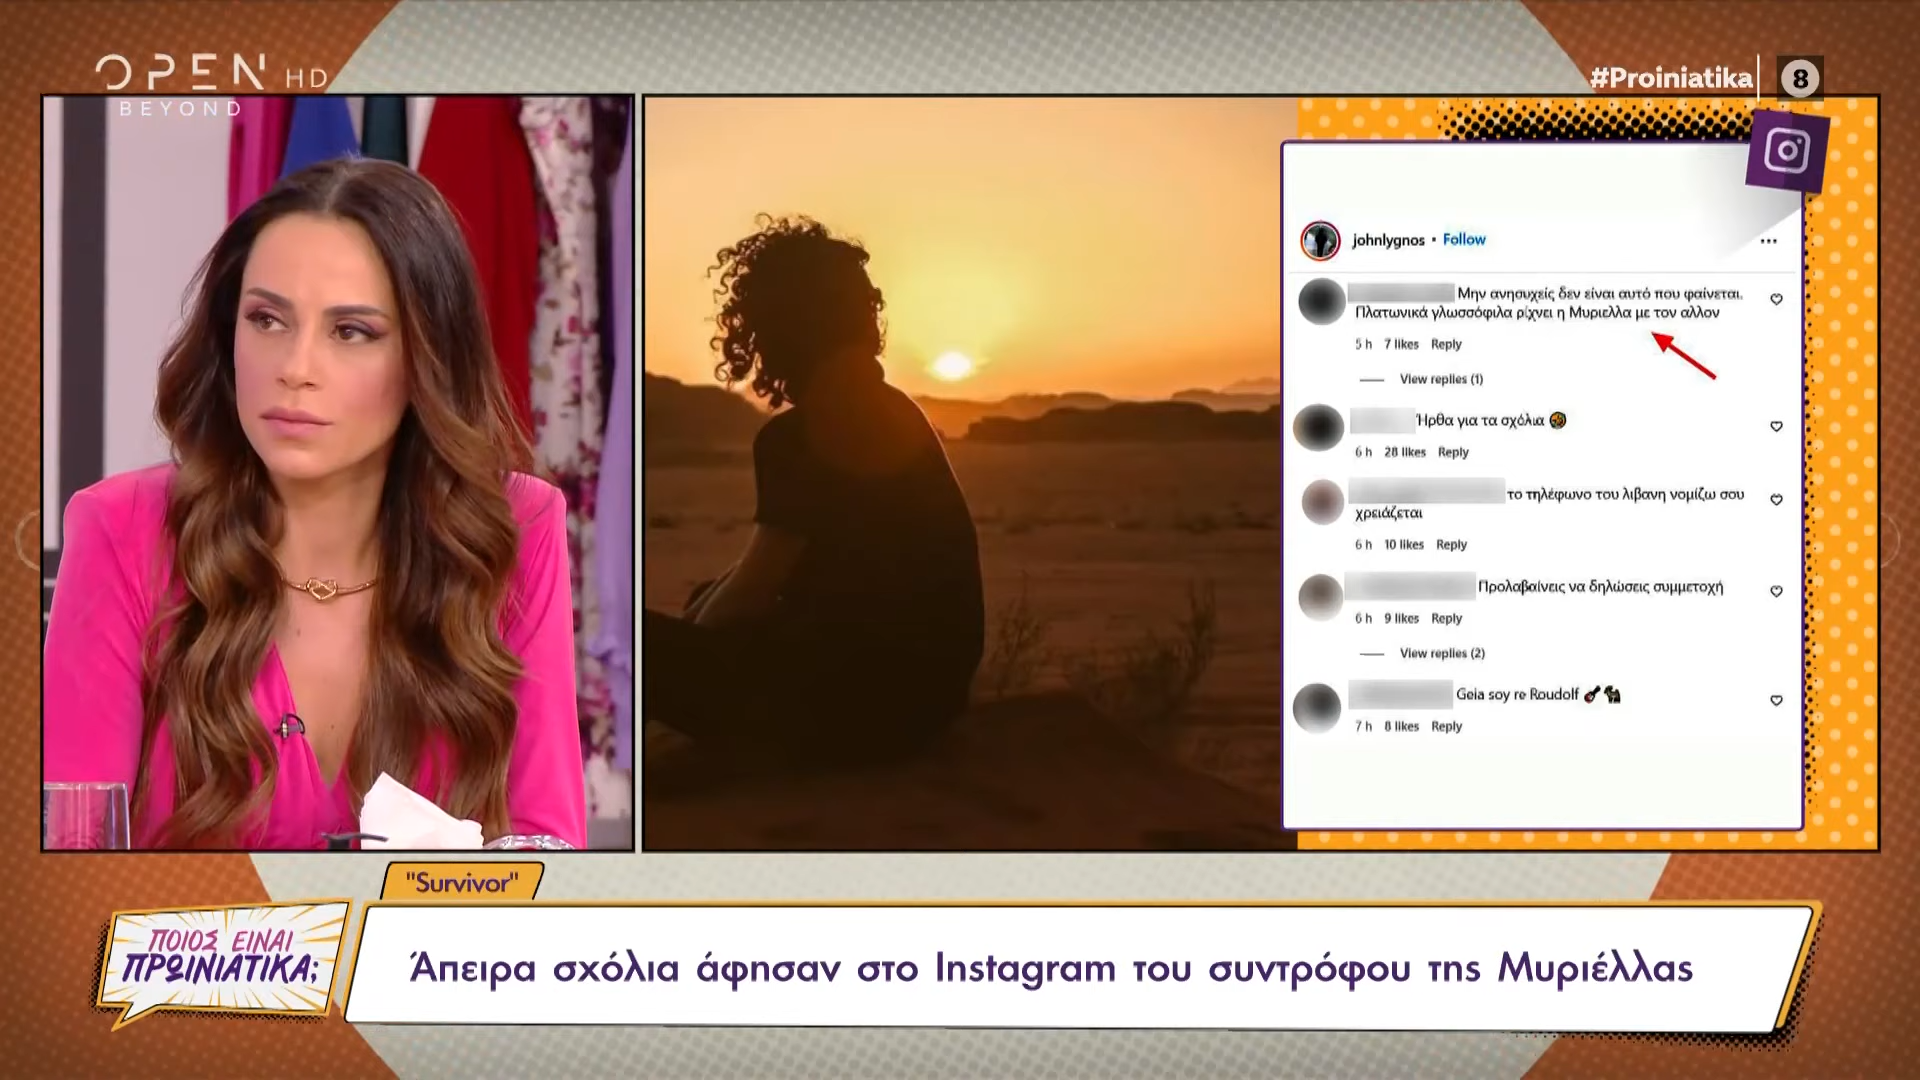 OPEN HD
BEYOND
#Proiniatika
8
johnlygnos • Follow
Μην ανησυχείς δεν είναι αυτό που φαίνεται.
Πλατωνικά γλωσσόφιλα ρίχνει η Μυριελλα με τον αλλον
5 h 7 likes Reply
View replies (1)
Ήρθα για τα σχόλια
6 h 28 likes Reply
το τηλέφωνο του λιβανη νομίζω σου
χρειάζεται
6 h 10 likes Reply
Προλαβαίνεις να δηλώσεις συμμετοχή
6 h 9 likes Reply
View replies (2)
Geia soy re Roudolf
7 h 8 likes Reply
"Survivor"
ΠΟΙΟΣ ΕΙΝΑΙ
ΠΡΩΙΝΙΑΤΙΚΑ;
Άπειρα σχόλια άφησαν στο Instagram του συντρόφου της Μυριέλλας